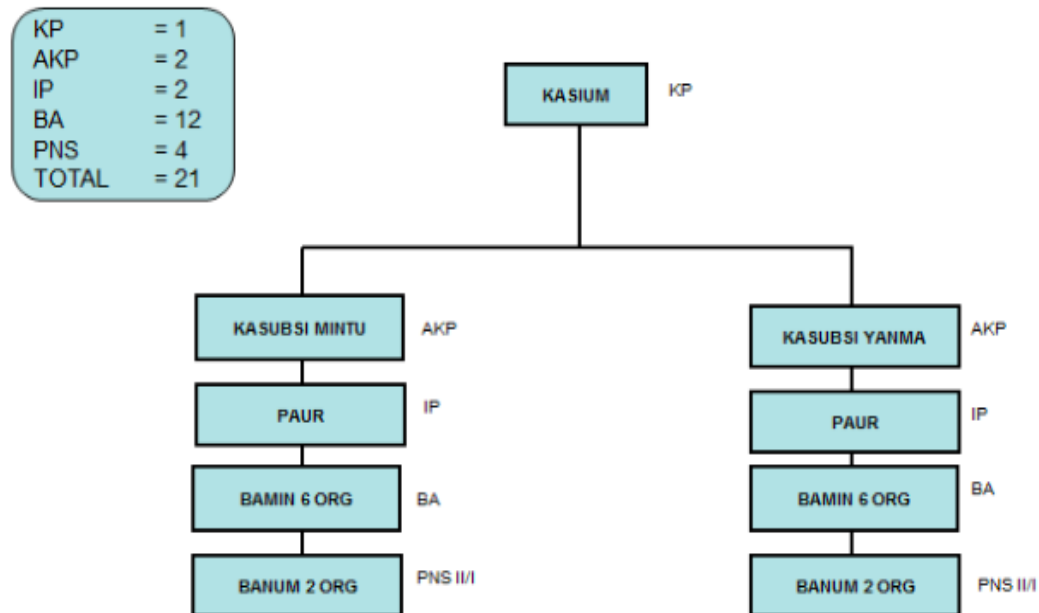 KP = 1
AKP = 2
IP = 2
BA = 12
PNS = 4
TOTAL = 21
KASIUM KP
KASUBSI MINTU AKP
PAUR IP
BAMIN 6 ORG BA
BANUM 2 ORG PNS II/I
KASUBSI YANMA AKP
PAUR IP
BAMIN 6 ORG BA
BANUM 2 ORG PNS II/I